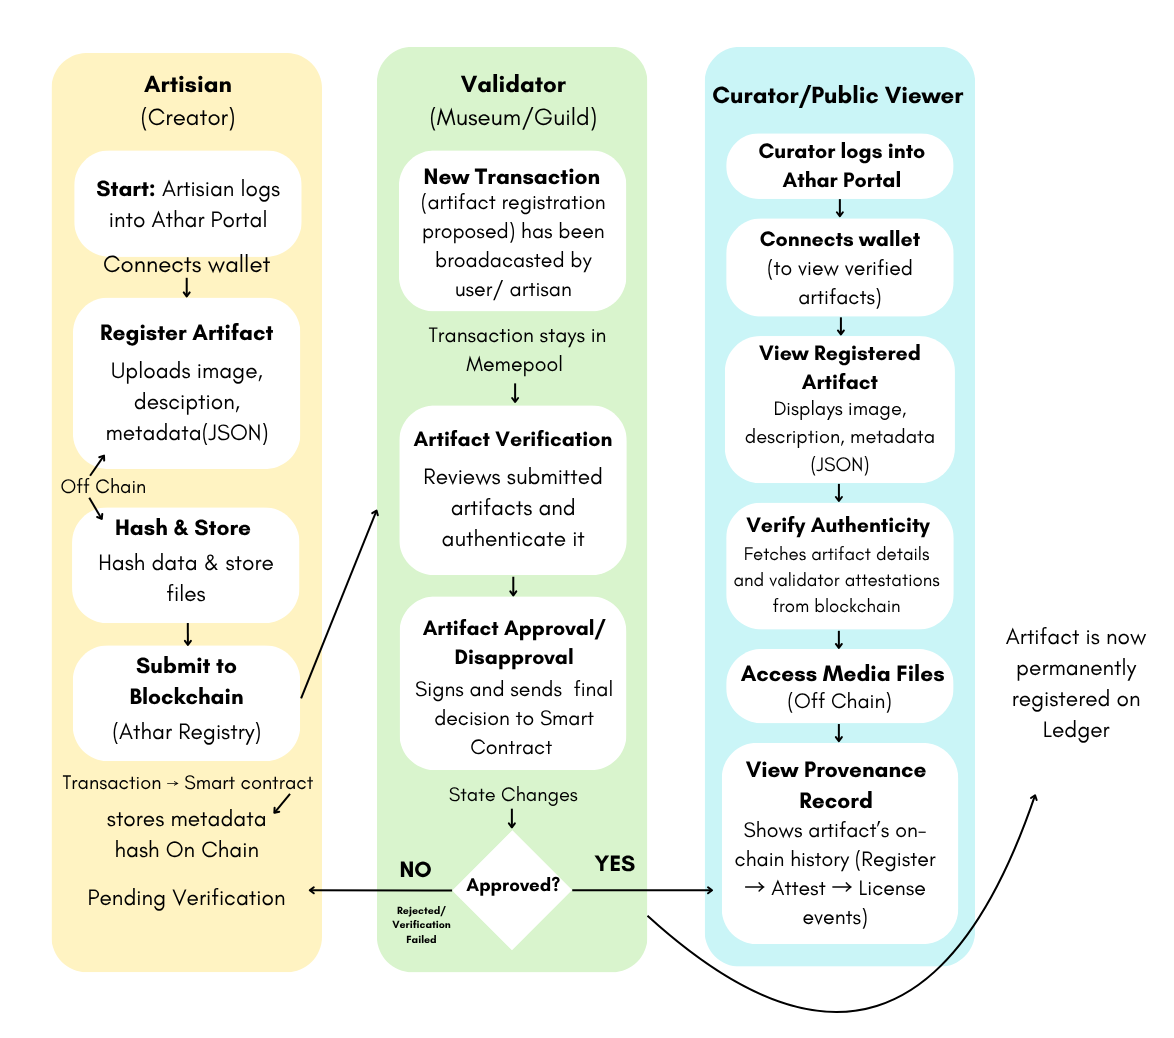 Artisian
(Creator)
Start: Artisian logs
into Athar Portal
Connects wallet
Register Artifact
Uploads image,
desciption,
metadata(JSON)
Off Chain
Hash & Store
Hash data & store
files
Submit to
Blockchain
(Athar Registry)
Transaction → Smart contract
stores metadata
hash On Chain
Pending Verification
Validator
(Museum/Guild)
New Transaction
(artifact registration
proposed) has been
broadacasted by
user/ artisan
Transaction stays in
Memepool
Artifact Verification
Reviews submitted
artifacts and
authenticate it
Artifact Approval/
Disapproval
Signs and sends final
decision to Smart
Contract
State Changes
Approved?
NO
Rejected/
Verification
Failed
YES
Curator/Public Viewer
Curator logs into
Athar Portal
Connects wallet
(to view verified
artifacts)
View Registered
Artifact
Displays image,
description, metadata
(JSON)
Verify Authenticity
Fetches artifact details
and validator attestations
from blockchain
Access Media Files
(Off Chain)
View Provenance
Record
Shows artifact’s on-
chain history (Register
→ Attest → License
events)
Artifact is now
permanently
registered on
Ledger